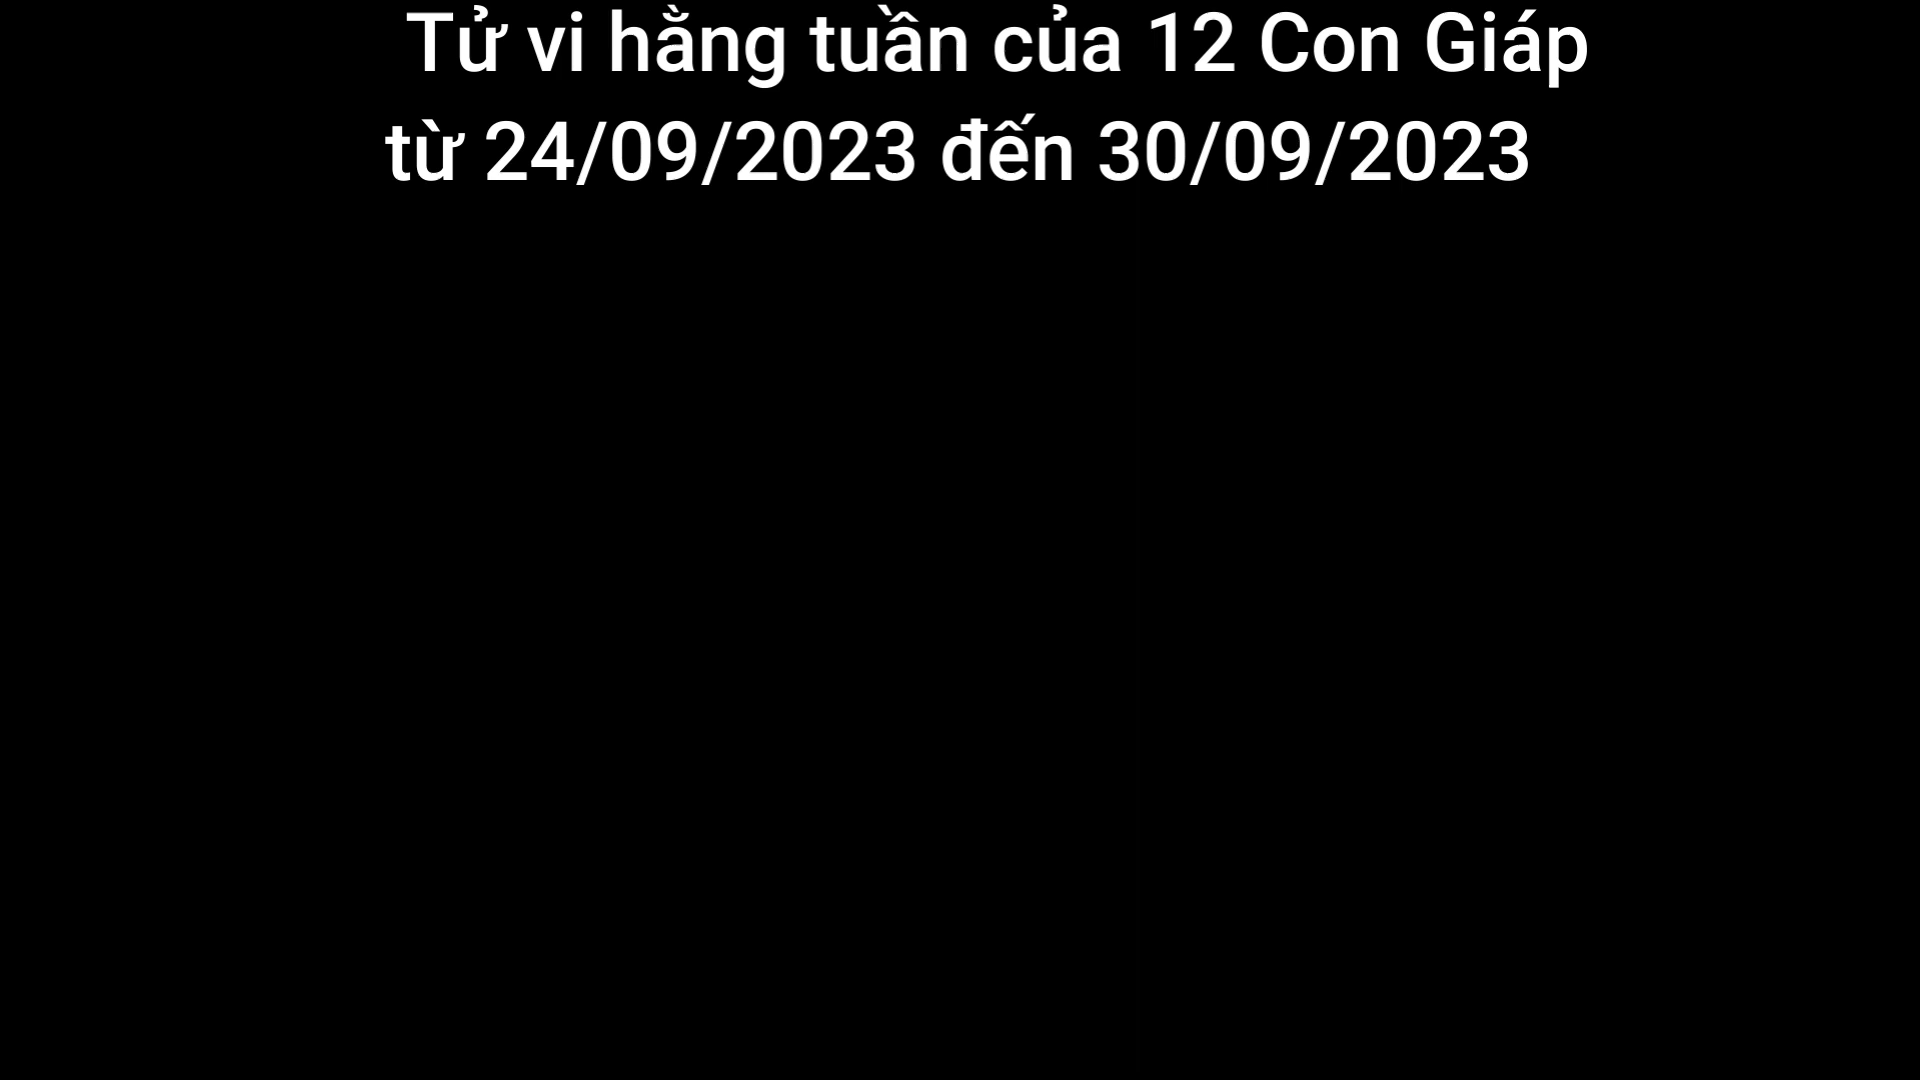 Tử vi hằng tuần của 12 Con Giáp
từ 24/09/2023 đến 30/09/2023